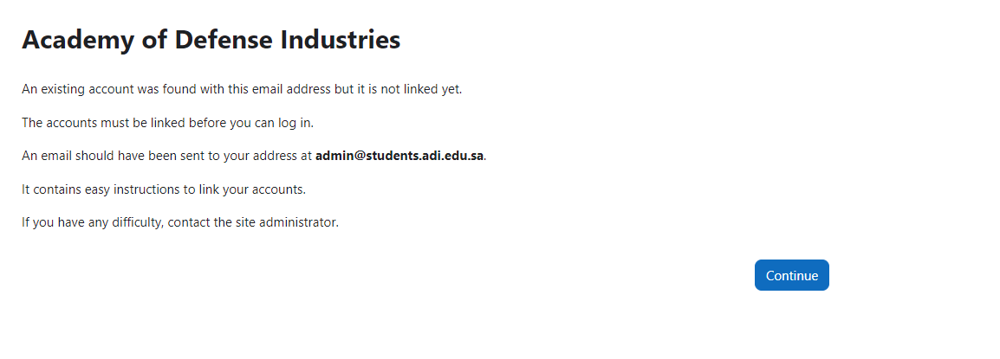 Academy of Defense Industries
An existing account was found with this email address but it is not linked yet.
The accounts must be linked before you can log in.
An email should have been sent to your address at admin@students.adi.edu.sa.
It contains easy instructions to link your accounts.
If you have any difficulty, contact the site administrator.
Continue